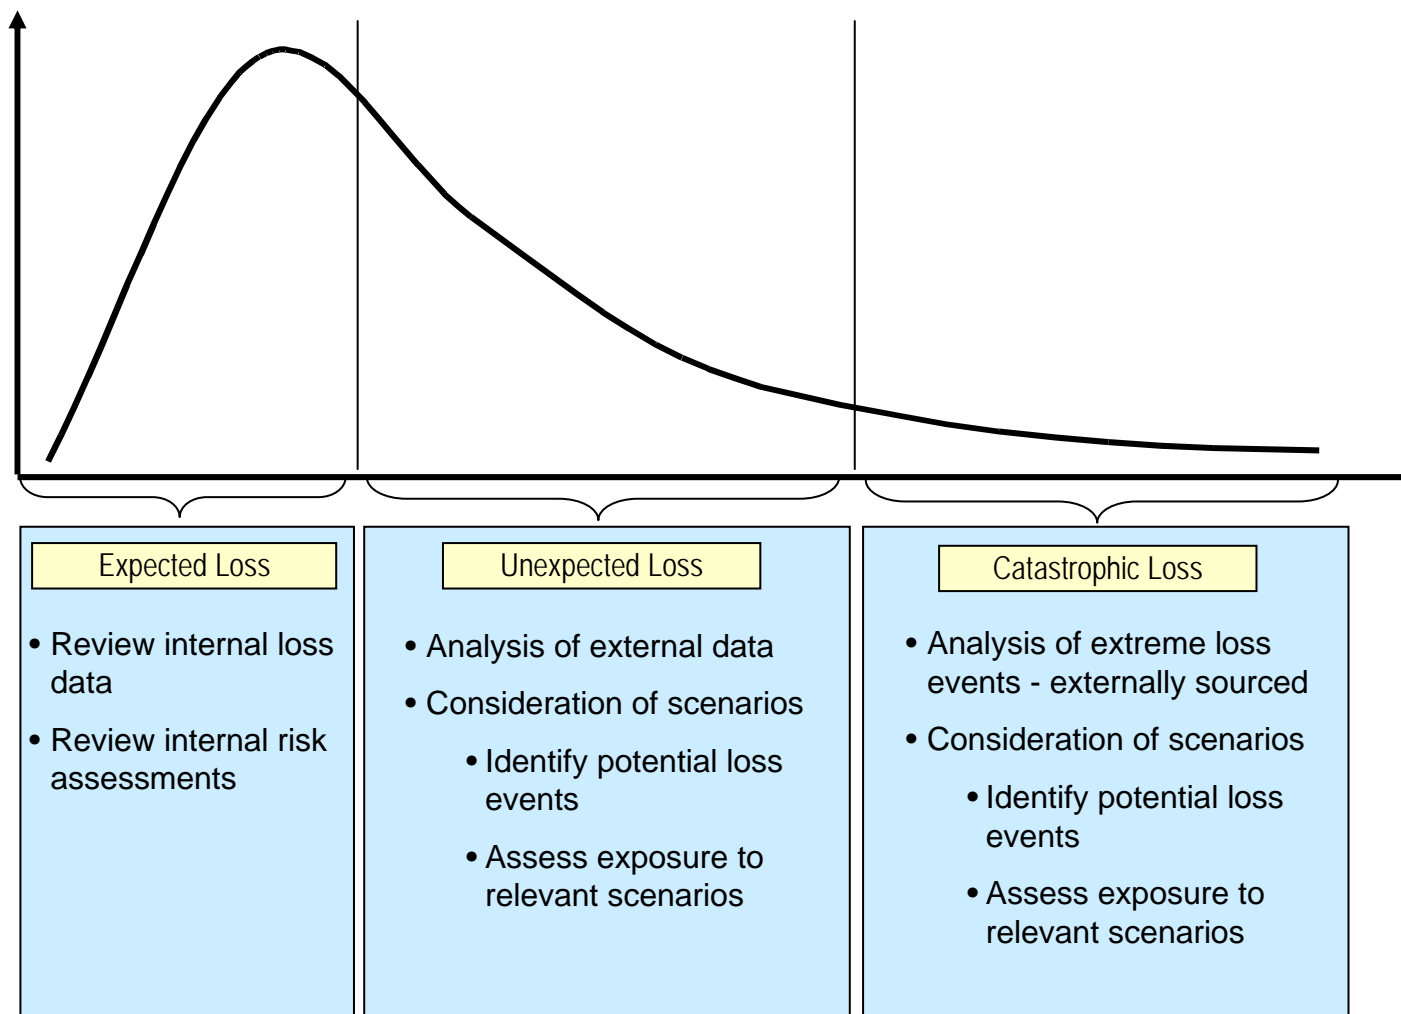 Expected Loss
• Review internal loss
data
• Review internal risk
assessments
Unexpected Loss
• Analysis of external data
• Consideration of scenarios
• Identify potential loss
events
• Assess exposure to
relevant scenarios
Catastrophic Loss
• Analysis of extreme loss
events - externally sourced
• Consideration of scenarios
• Identify potential loss
events
• Assess exposure to
relevant scenarios